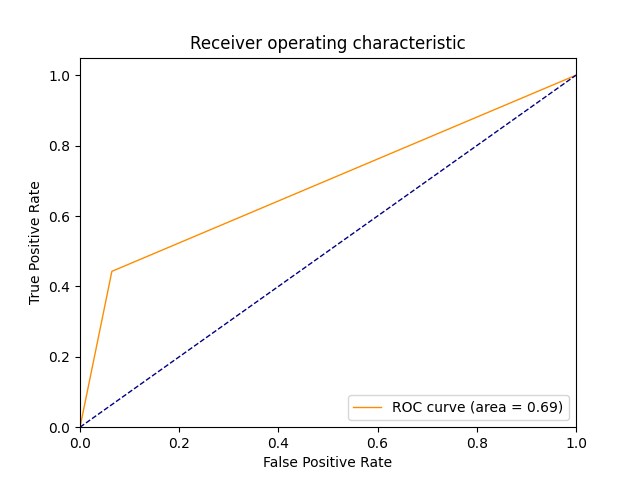 Receiver operating characteristic
1.0
0.8
0.6
0.4
0.2
0.0
True Positive Rate
ROC curve (area = 0.69)
0.0 0.2 0.4 0.6 0.8 1.0
False Positive Rate